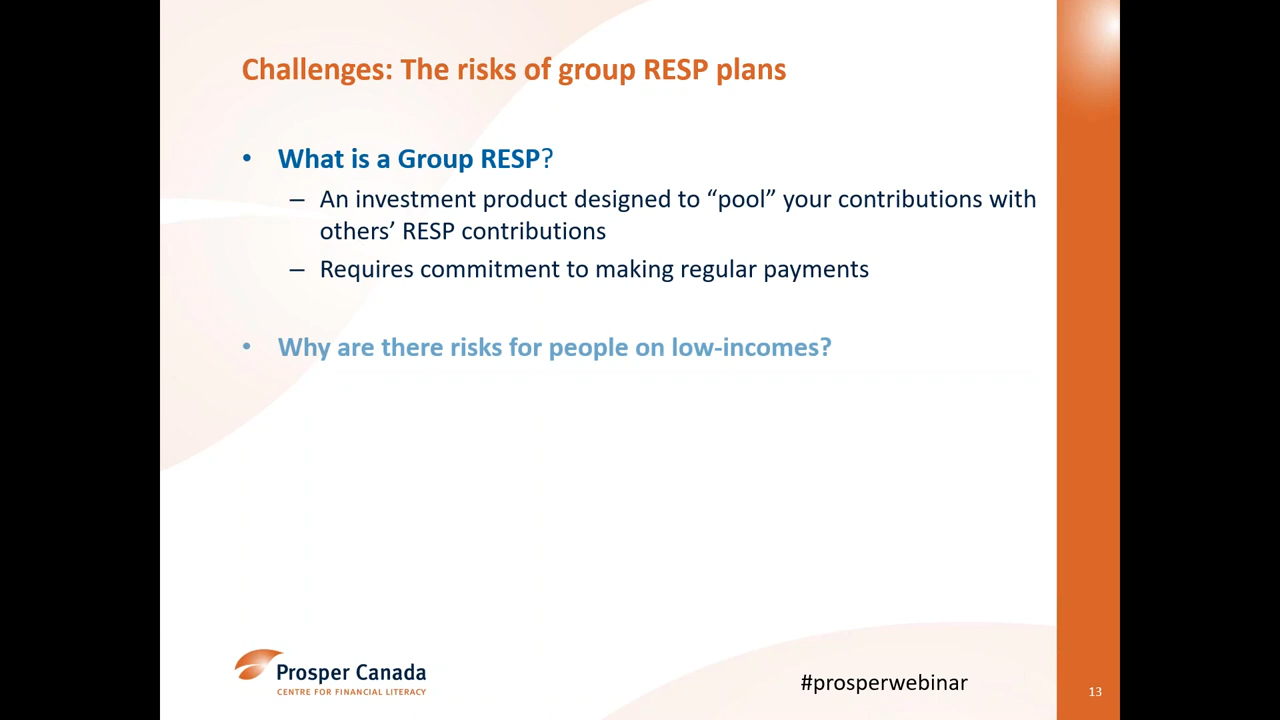 Challenges: The risks of group RESP plans
• What is a Group RESP?
– An investment product designed to “pool” your contributions with
others’ RESP contributions
– Requires commitment to making regular payments
• Why are there risks for people on low-incomes?
Prosper Canada
CENTRE FOR FINANCIAL LITERACY
#prosperwebinar
13